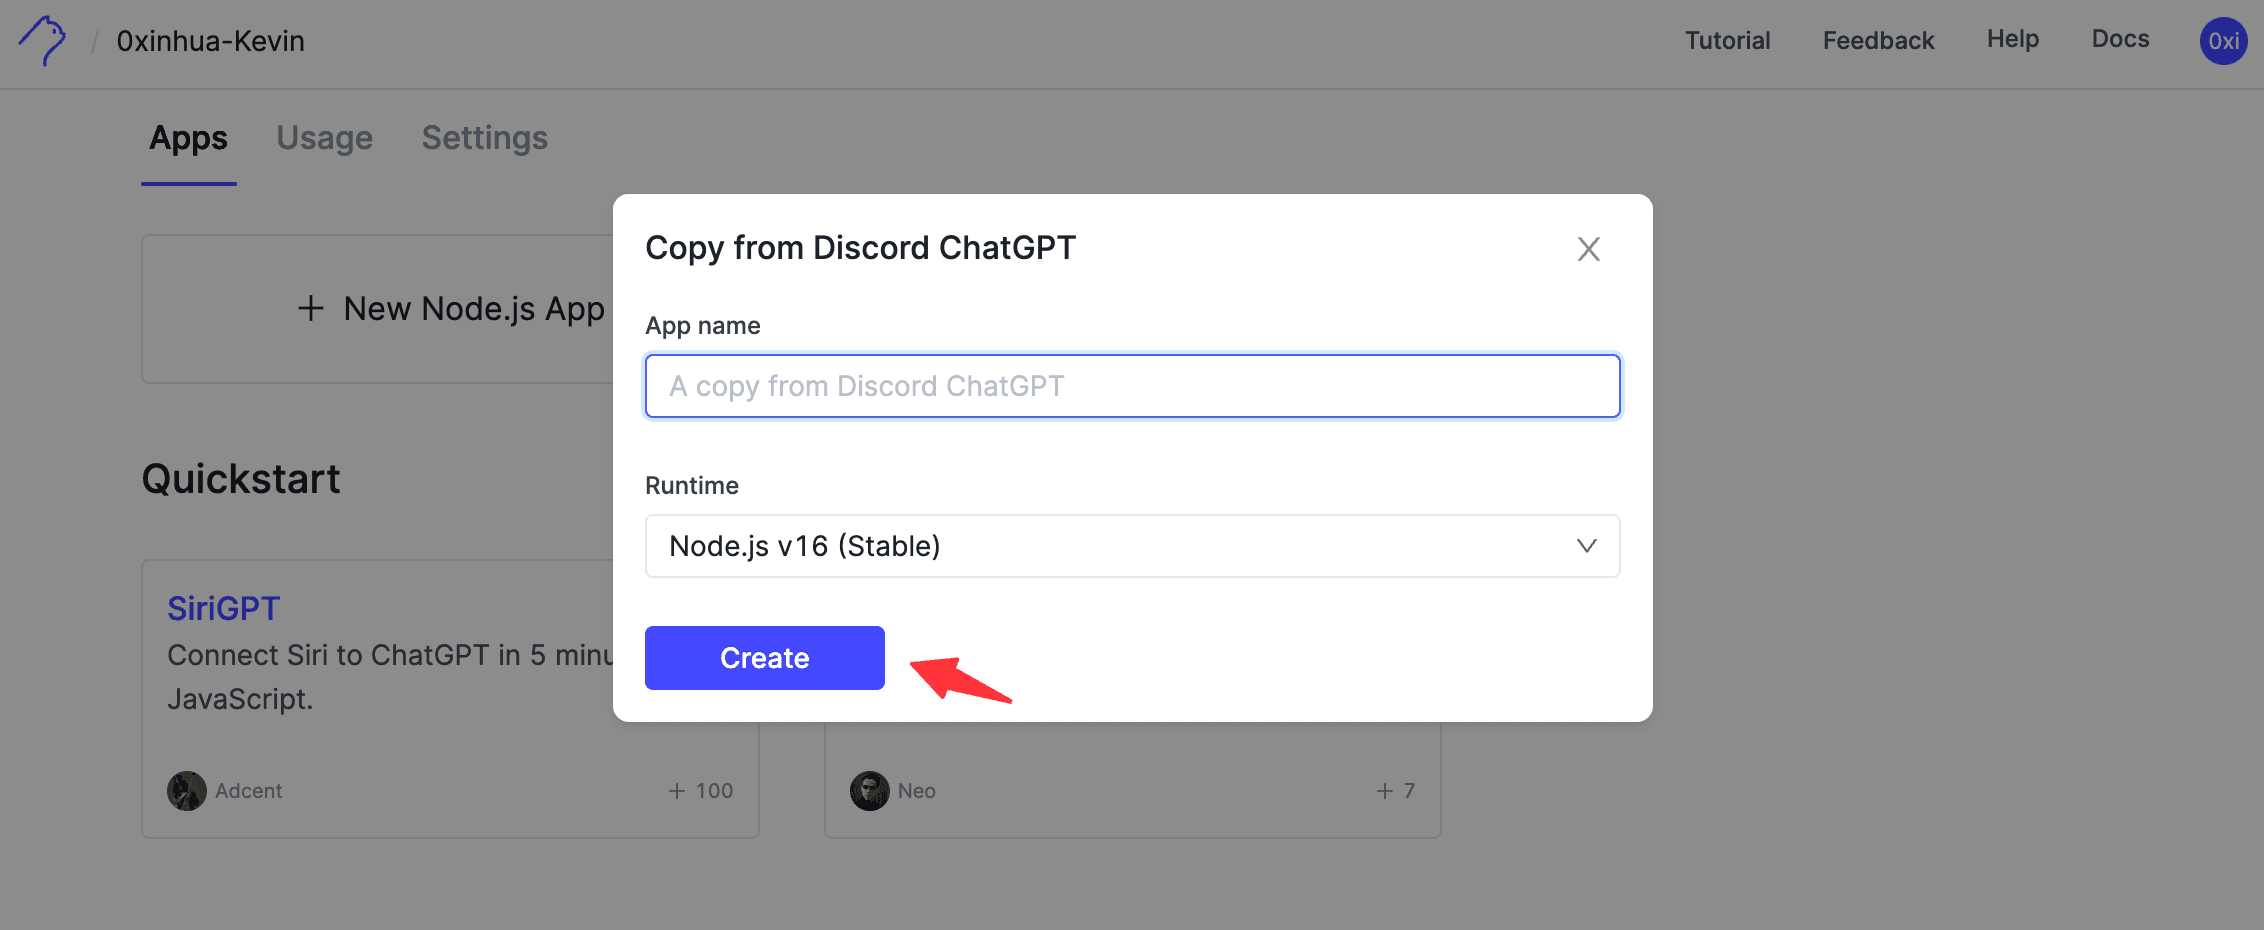 / 0xinhua-Kevin
Tutorial
Feedback
Help
Docs
0xi
Apps
Usage
Settings
+ New Node.js App
Copy from Discord ChatGPT
App name
A copy from Discord ChatGPT
Runtime
Node.js v16 (Stable)
Create
Quickstart
SiriGPT
Connect Siri to ChatGPT in 5
JavaScript.
Adcent
+ 100
Neo
+ 7